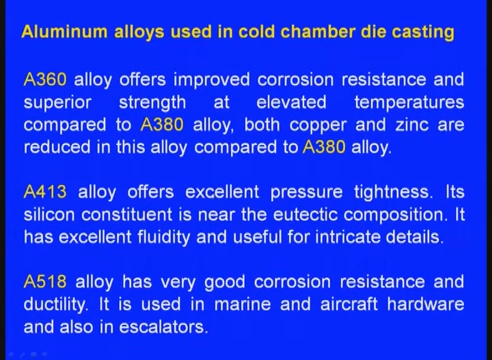 Aluminum alloys used in cold chamber die casting
A360 alloy offers improved corrosion resistance and
superior strength at elevated temperatures
compared to A380 alloy, both copper and zinc are
reduced in this alloy compared to A380 alloy.
A413 alloy offers excellent pressure tightness. Its
silicon constituent is near the eutectic composition. It
has excellent fluidity and useful for intricate details.
A518 alloy has very good corrosion resistance and
ductility. It is used in marine and aircraft hardware
and also in escalators.